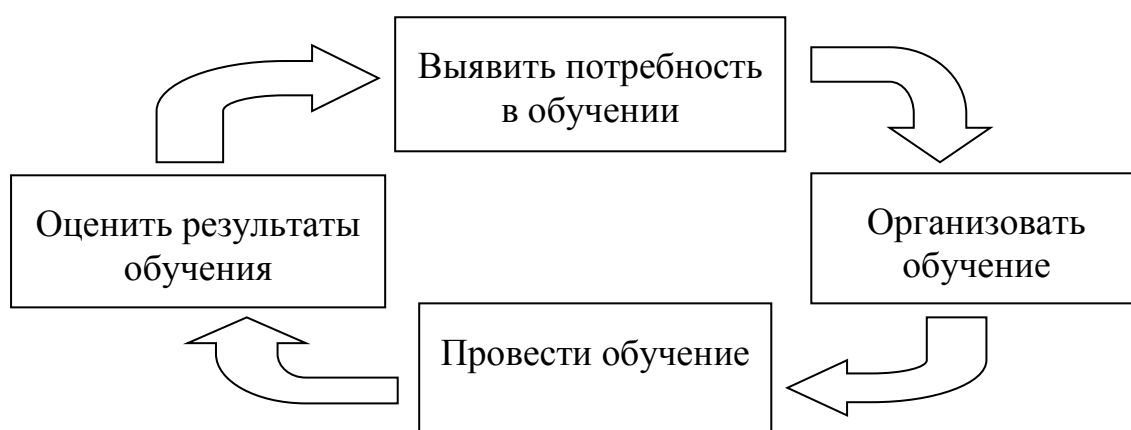 Выявить потребность
в обучении
Организовать
обучение
Провести обучение
Оценить результаты
обучения